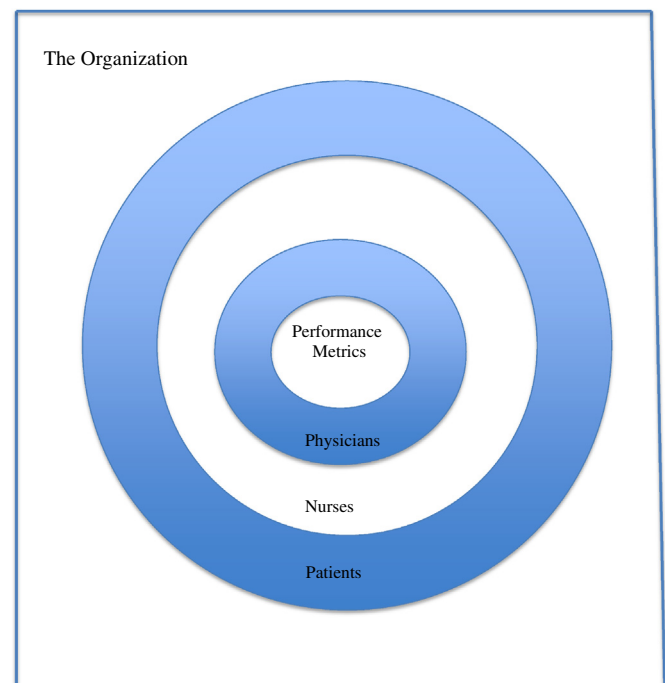 The Organization
Performance
Metrics
Physicians
Nurses
Patients